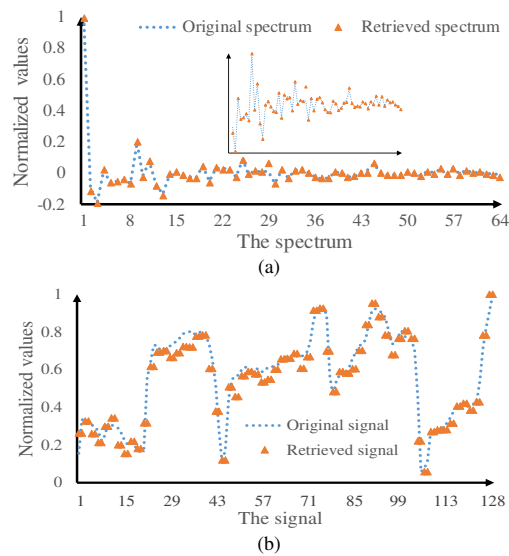 Original spectrum Retrieved spectrum
Normalized values
1
0.8
0.6
0.4
0.2
0
-0.2
1 8 15 22 29 36 43 50 57 64
The spectrum
(a)
Normalized values
1
0.8
0.6
0.4
0.2
0
Original signal
Retrieved signal
1 15 29 43 57 71 85 99 113 128
The signal
(b)